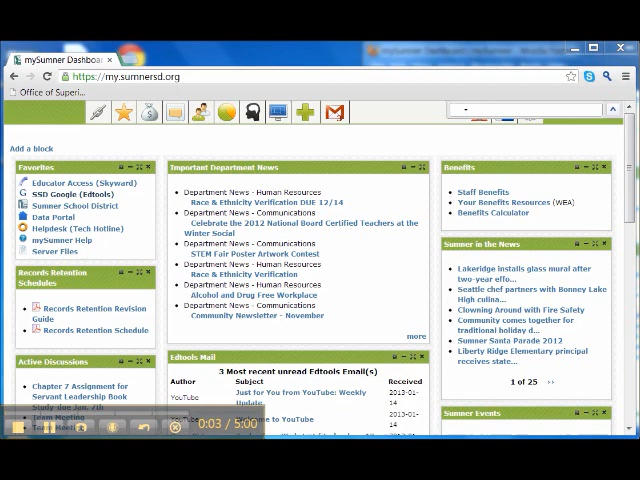 mySumner Dashboar
https://my.sumnersd.org
Office of Superi...
Add a block
Favorites
Educator Access (Skyward)
SSD Google (Edtools)
Sumner School District
Data Portal
Helpdesk (Tech Hotline)
mySumner Help
Server Files
Records Retention
Schedules
Records Retention Revision
Guide
Records Retention Schedule
Active Discussions
Chapter 7 Assignment for
Servant Leadership Book
Study-due Jan. 7th
Team Meeting
Important Department News
Department News - Human Resources
Race & Ethnicity Verification DUE 12/14
Department News - Communications
Celebrate the 2012 National Board Certified Teachers at the
Winter Social
Department News - Communications
STEM Fair Poster Artwork Contest
Department News - Human Resources
Race & Ethnicity Verification
Department News - Human Resources
Alcohol and Drug Free Workplace
Department News - Communications
Community Newsletter - November
more
Edtools Mail
3 Most recent unread Edtools Email(s)
Author Subject Received
YouTube Just for You from YouTube: Weekly Update 2013-01-14
YouTube Welcome to YouTube 2013-01-14
2013-01-
Benefits
Staff Benefits
Your Benefits Resources (WEA)
Benefits Calculator
Sumner in the News
Lakeridge installs glass mural after
two-year effo...
Seattle chef partners with Bonney Lake
High culina...
Clowning Around with Fire Safety
Community comes together for
traditional holiday d...
Sumner Santa Parade 2012
Liberty Ridge Elementary principal
receives state...
1 of 25 >>
Sumner Events
0:03 / 5:00